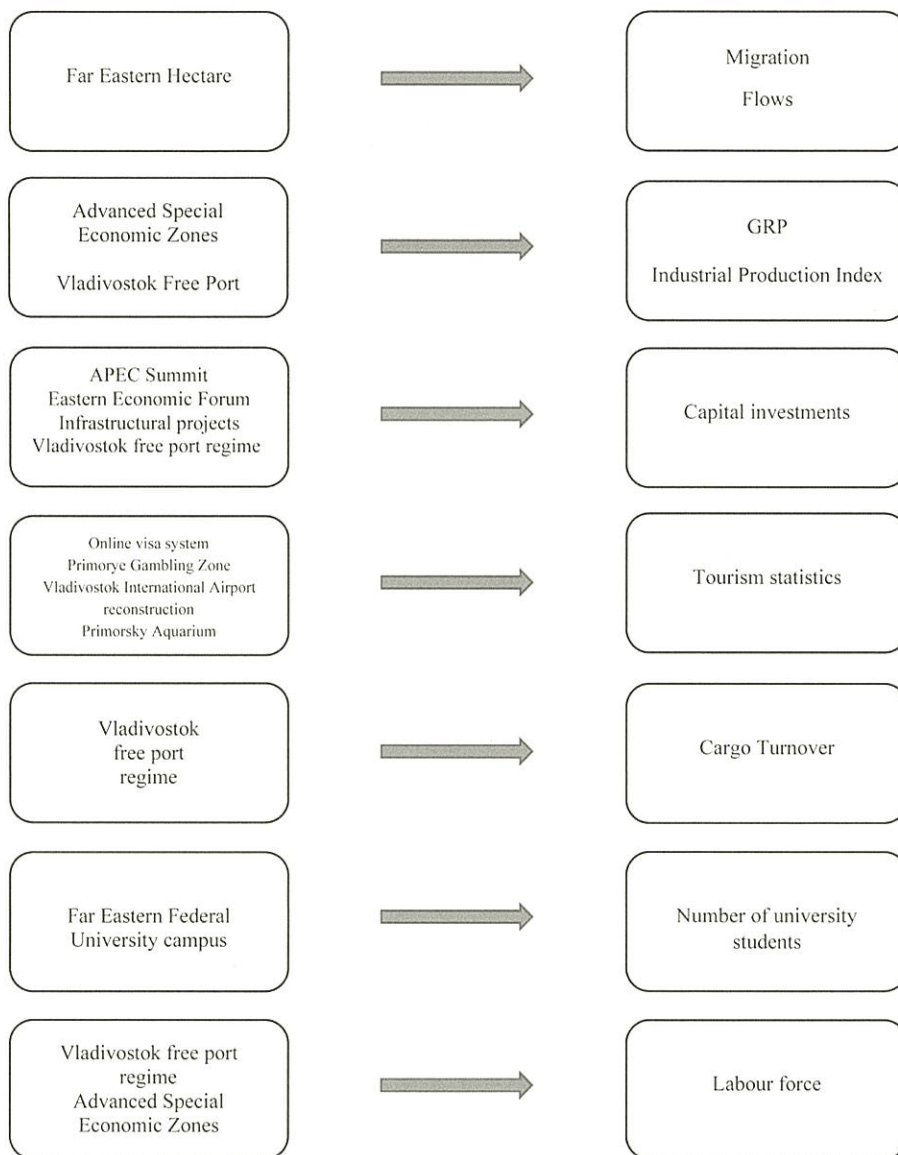 Far Eastern Hectare
Migration
Flows
Advanced Special
Economic Zones
Vladivostok Free Port
GRP
Industrial Production Index
APEC Summit
Eastern Economic Forum
Infrastructural projects
Vladivostok free port regime
Capital investments
Online visa system
Primorye Gambling Zone
Vladivostok International Airport
reconstruction
Primorsky Aquarium
Tourism statistics
Vladivostok
free port
regime
Cargo Turnover
Far Eastern Federal
University campus
Number of university
students
Vladivostok free port
regime
Advanced Special
Economic Zones
Labour force